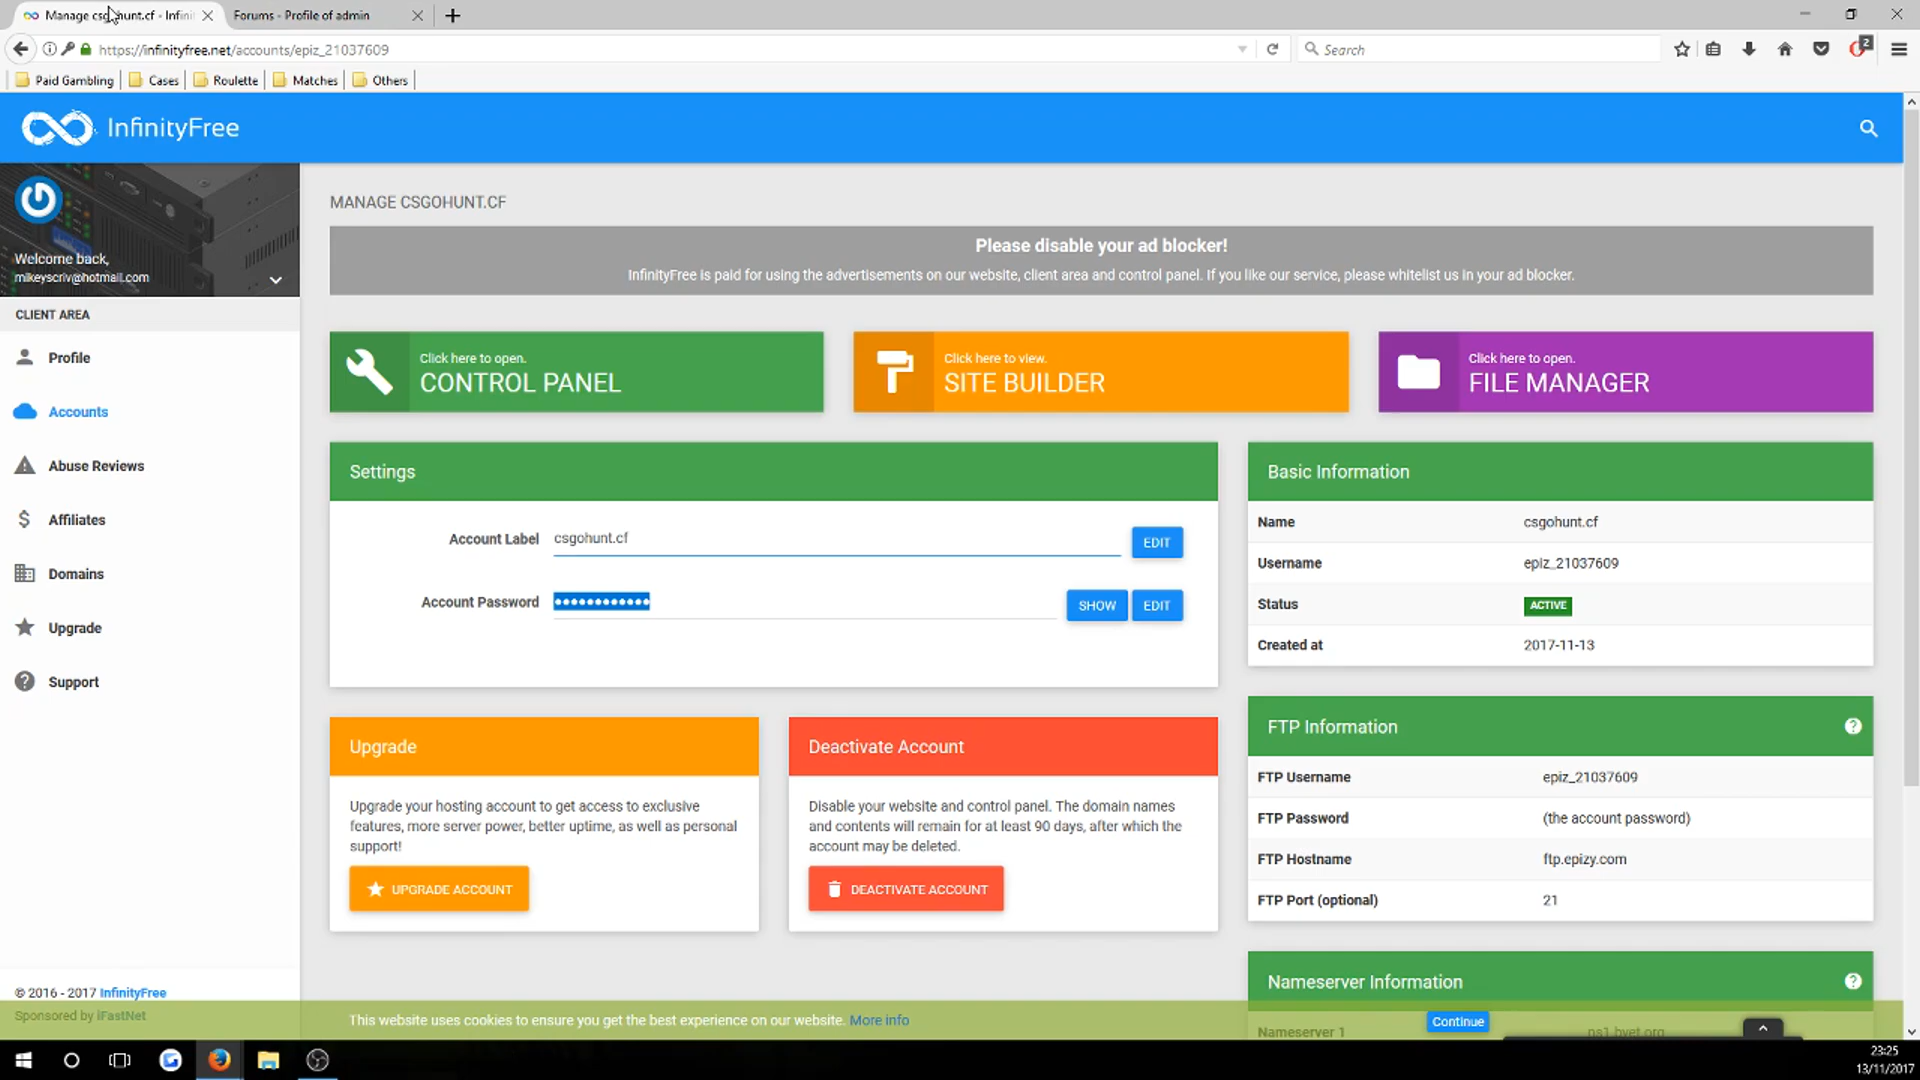 Manage csgohunt.cf - Infini
Forums - Profile of admin
https://infinityfree.net/accounts/epiz_21037609
Search
2
Paid Gambling
Cases
Roulette
Matches
Others
InfinityFree
Welcome back,
mikeyscriv@hotmail.com
CLIENT AREA
Profile
Accounts
Abuse Reviews
Affiliates
Domains
Upgrade
Support
© 2016 - 2017 InfinityFree
Sponsored by iFastNet
MANAGE CSGOHUNT.CF
Please disable your ad blocker!
InfinityFree is paid for using the advertisements on our website, client area and control panel. If you like our service, please whitelist us in your ad blocker.
Click here to open.
CONTROL PANEL
Click here to view.
SITE BUILDER
Click here to open.
FILE MANAGER
Settings
Account Label csgohunt.cf EDIT
Account Password •••••••••••• SHOW EDIT
Upgrade
Upgrade your hosting account to get access to exclusive
features, more server power, better uptime, as well as personal
support!
UPGRADE ACCOUNT
Deactivate Account
Disable your website and control panel. The domain names
and contents will remain for at least 90 days, after which the
account may be deleted.
DEACTIVATE ACCOUNT
Basic Information
Name csgohunt.cf
Username epiz_21037609
Status ACTIVE
Created at 2017-11-13
FTP Information
FTP Username epiz_21037609
FTP Password (the account password)
FTP Hostname ftp.epizy.com
FTP Port (optional) 21
Nameserver Information
Nameserver 1 ns1.byet.org
This website uses cookies to ensure you get the best experience on our website. More info
Continue
23:25
13/11/2017